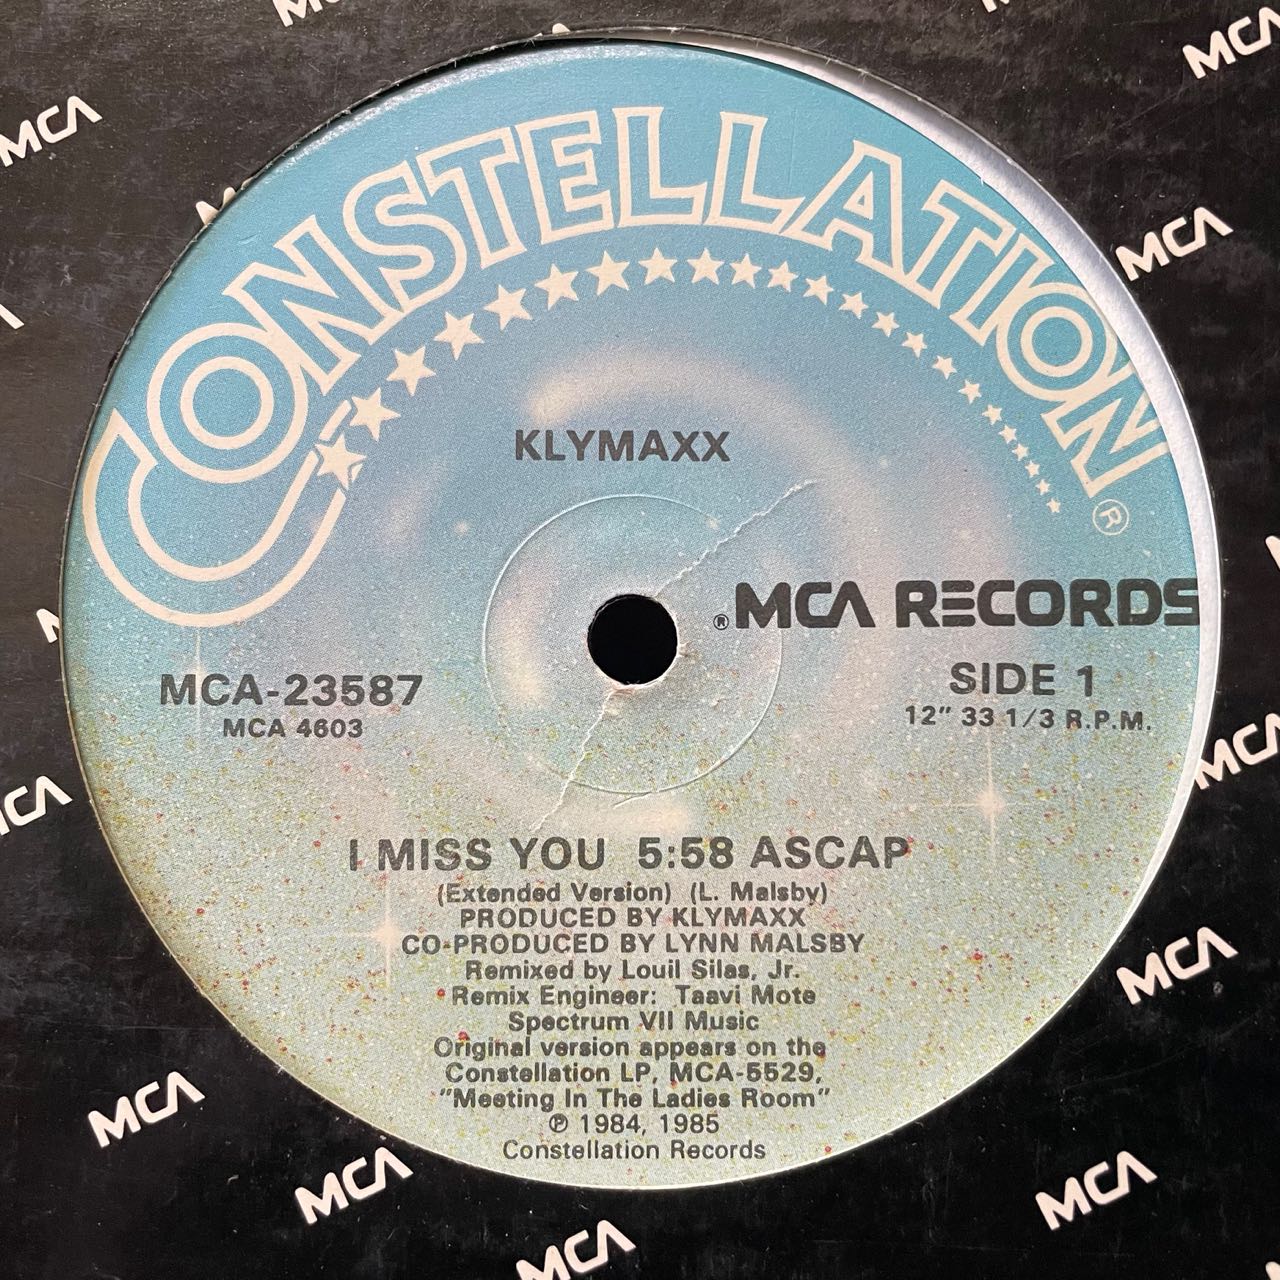 MCA
MCA
MCA
CONSTELLATION®
KLYMAXX
® MCA RECORDS
MCA-23587
MCA 4603
SIDE 1
12" 33 1/3 R.P.M.
I MISS YOU 5:58 ASCAP
(Extended Version) (L. Malsby)
PRODUCED BY KLYMAXX
CO-PRODUCED BY LYNN MALSBY
Remixed by Louil Silas, Jr.
Remix Engineer: Taavi Mote
Spectrum VII Music
Original version appears on the
Constellation LP, MCA-5529,
"Meeting In The Ladies Room"
℗ 1984, 1985
Constellation Records
MCA
MCA
MCA
MCA
MCA
MCA
MCA